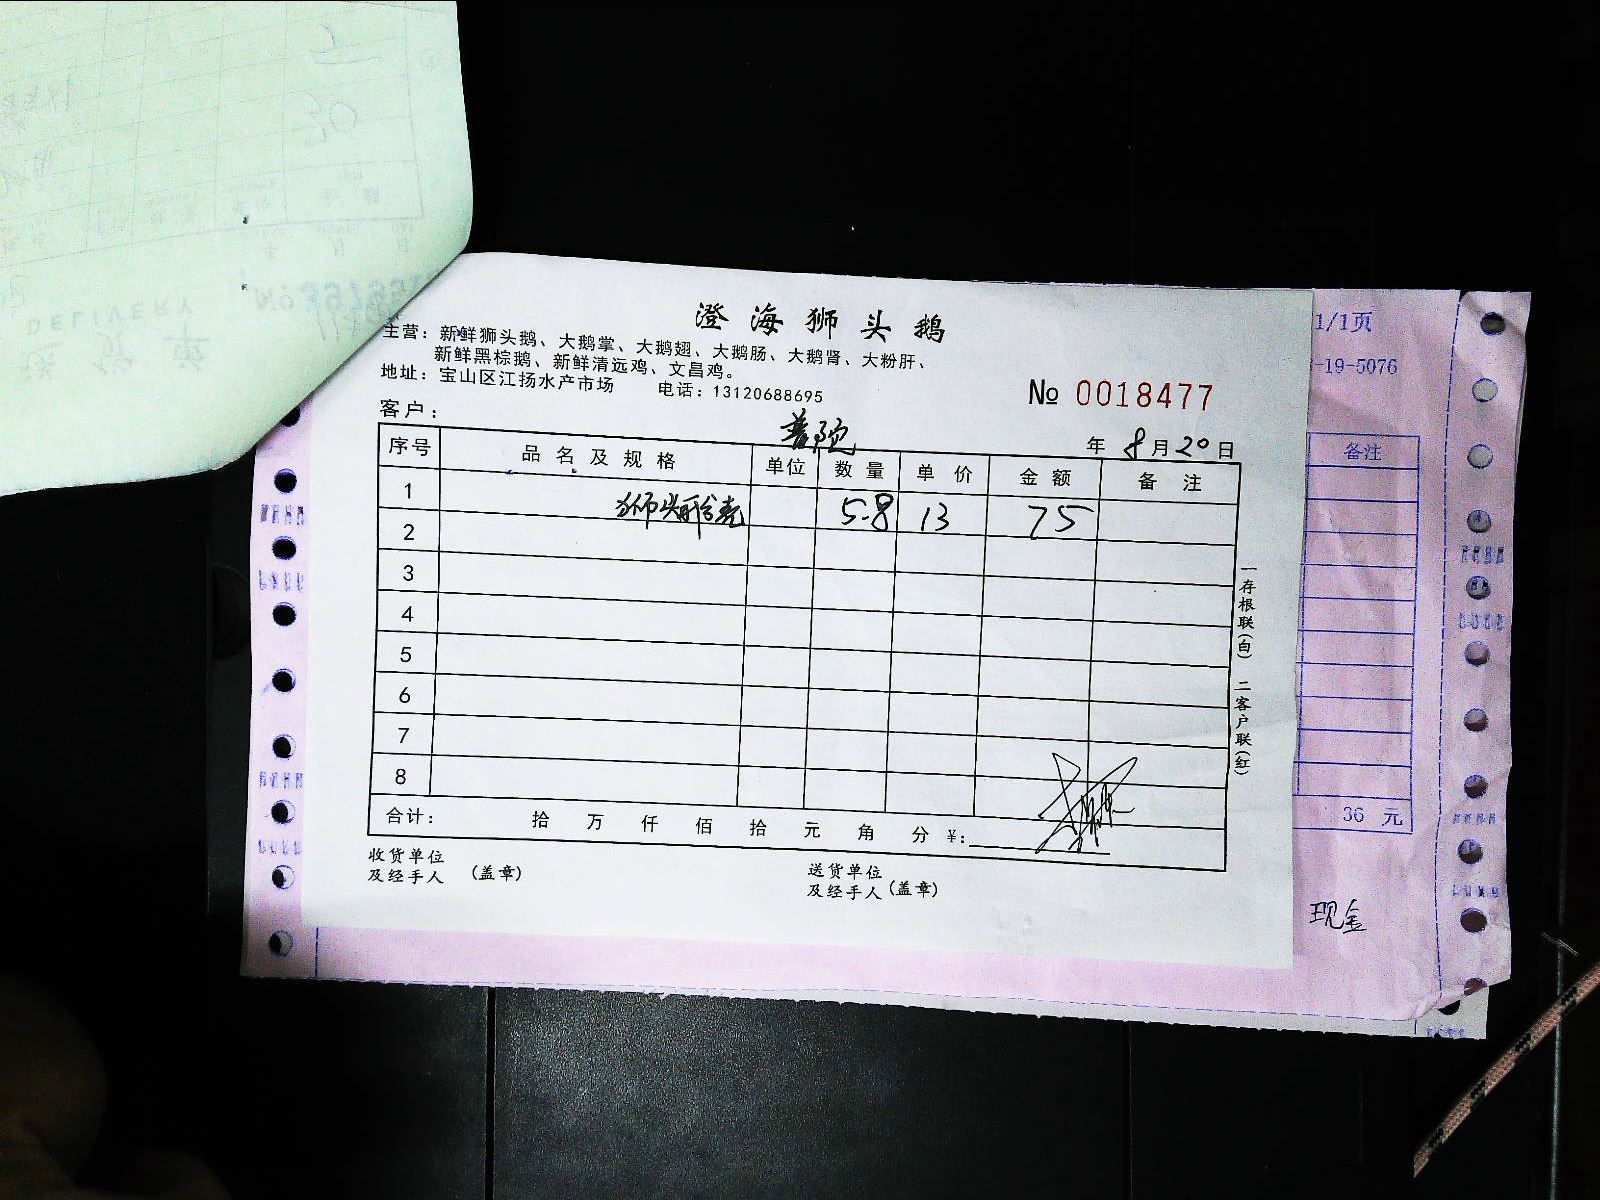 澄海狮头鹅
主营：新鲜狮头鹅、大鹅掌、大鹅翅、大鹅肠、大鹅肾、大粉肝、
新鲜黑棕鹅、新鲜清远鸡、文昌鸡。
地址：宝山区江扬水产市场 电话：13120688695
№ 0018477
客户： 普陀 年 8月20日
序号 品名及规格 单位 数量 单价 金额 备注
1 狮头 5.8 13 75
2
3
4
5
6
7
8
合计： 拾 万 仟 佰 拾 元 角 分 ¥:
收货单位
及经手人 (盖章)
送货单位
及经手人 (盖章)
一存根联(白) 二客户联(红)
1/1页
-19-5076
备注
36 元
现金
DELIVERY